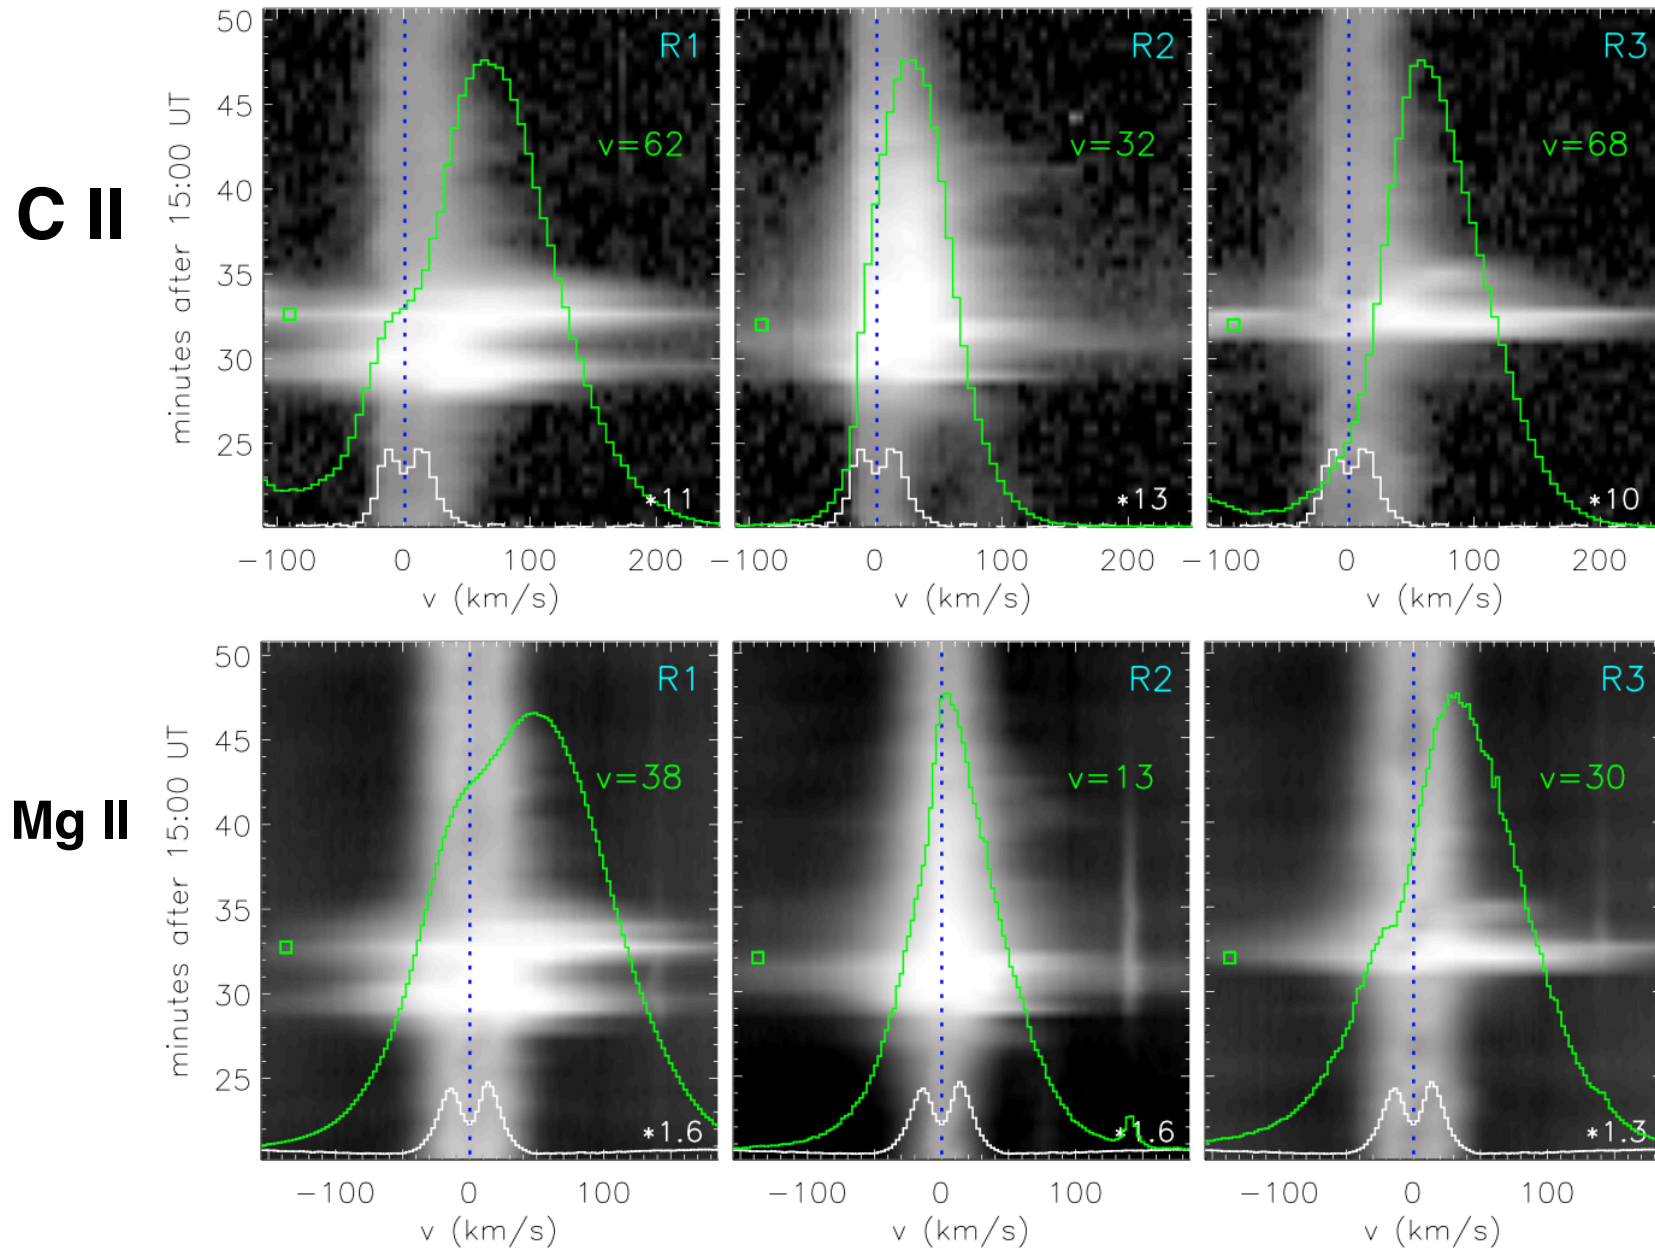 C II
minutes after 15:00 UT
50
45
40
35
30
25
R1
v=62
*11
R2
v=32
*13
R3
v=68
*10
−100 0 100 200
−100 0 100 200
−100 0 100 200
v (km/s)
v (km/s)
v (km/s)
Mg II
minutes after 15:00 UT
50
45
40
35
30
25
R1
v=38
*1.6
R2
v=13
*1.6
R3
v=30
*1.3
−100 0 100
−100 0 100
−100 0 100
v (km/s)
v (km/s)
v (km/s)